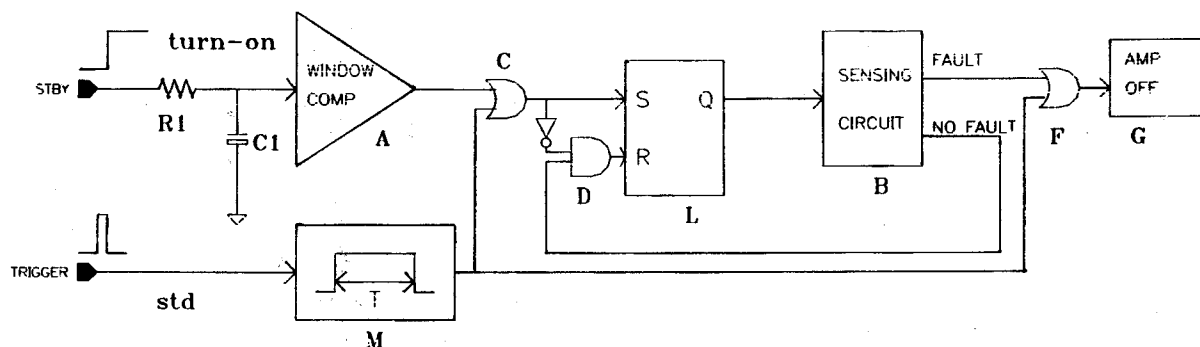 turn-on
STBY
R1
C1
WINDOW
COMP
A
C
D
S
Q
R
L
SENSING
CIRCUIT
B
FAULT
NO FAULT
F
AMP
OFF
G
TRIGGER
std
T
M